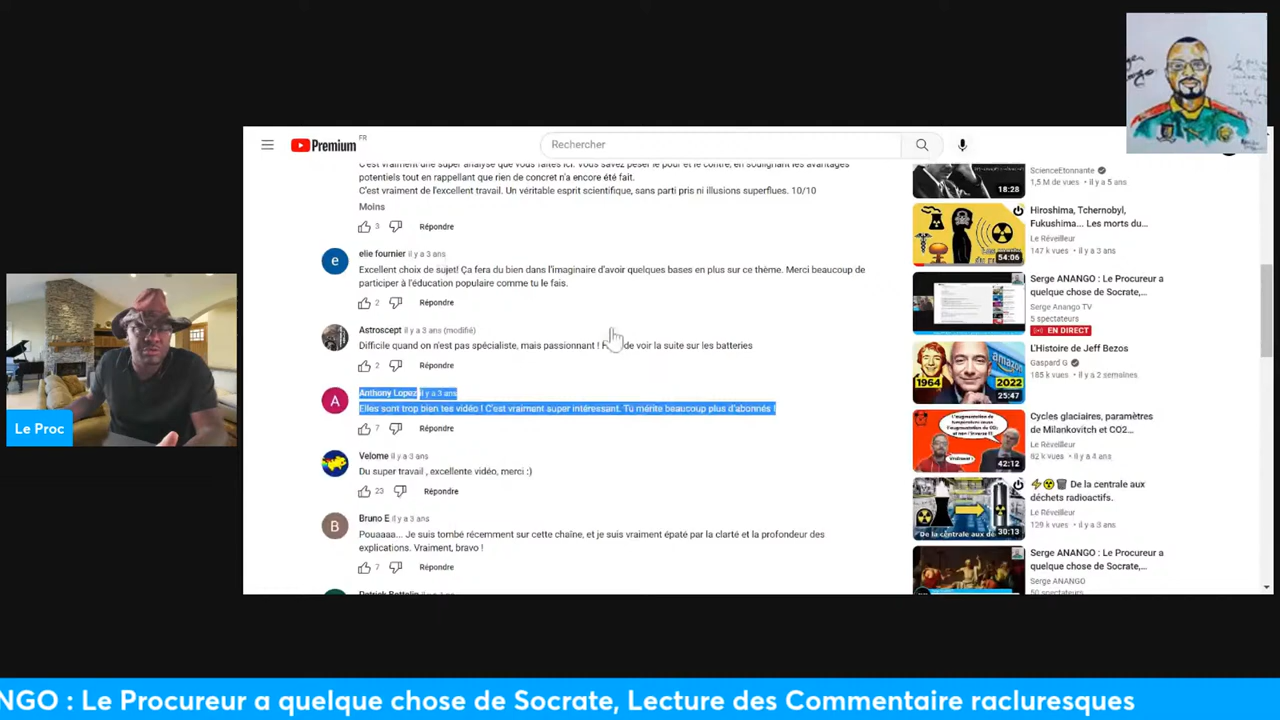 FR
Premium
Rechercher
C'est vraiment une super analyse que vous faites ici. Vous savez peser le pour et le contre, en soulignant les avantages
potentiels tout en rappelant que rien de concret n'a encore été fait.
C'est vraiment de l'excellent travail. Un véritable esprit scientifique, sans parti pris ni illusions superflues. 10/10
Moins
3
Répondre
e
elie fournier il y a 3 ans
Excellent choix de sujet! Ça fera du bien dans l'imaginaire d'avoir quelques bases en plus sur ce thème. Merci beaucoup de
participer à l'éducation populaire comme tu le fais.
2
Répondre
Astroscept il y a 3 ans (modifié)
Difficile quand on n'est pas spécialiste, mais passionnant ! de voir la suite sur les batteries
2
Répondre
A
Anthony Lopez il y a 3 ans
Elles sont trop bien tes vidéo ! C'est vraiment super intéressant. Tu mérite beaucoup plus d'abonnés !
7
Répondre
Velome il y a 3 ans
Du super travail , excellente vidéo, merci :)
23
Répondre
B
Bruno E il y a 3 ans
Pouaaaa... Je suis tombé récemment sur cette chaîne, et je suis vraiment épaté par la clarté et la profondeur des
explications. Vraiment, bravo !
7
Répondre
18:28
ScienceEtonnante
1,5 M de vues • il y a 5 ans
54:06
Hiroshima, Tchernobyl,
Fukushima... Les morts du...
Le Réveilleur
147 k vues • il y a 3 ans
Serge ANANGO : Le Procureur a
quelque chose de Socrate,...
Serge Anango TV
5 spectateurs
EN DIRECT
1964
amazon
2022
25:47
L'Histoire de Jeff Bezos
Gaspard G
185 k vues • il y a 2 semaines
42:12
Cycles glaciaires, paramètres
de Milankovitch et CO2...
Le Réveilleur
82 k vues • il y a 4 ans
De la centrale aux dé
30:13
De la centrale aux
déchets radioactifs.
Le Réveilleur
129 k vues • il y a 3 ans
Serge ANANGO : Le Procureur a
quelque chose de Socrate,...
Serge ANANGO
50 spectateurs
Le Proc
NGO : Le Procureur a quelque chose de Socrate, Lecture des Commentaire racluresques